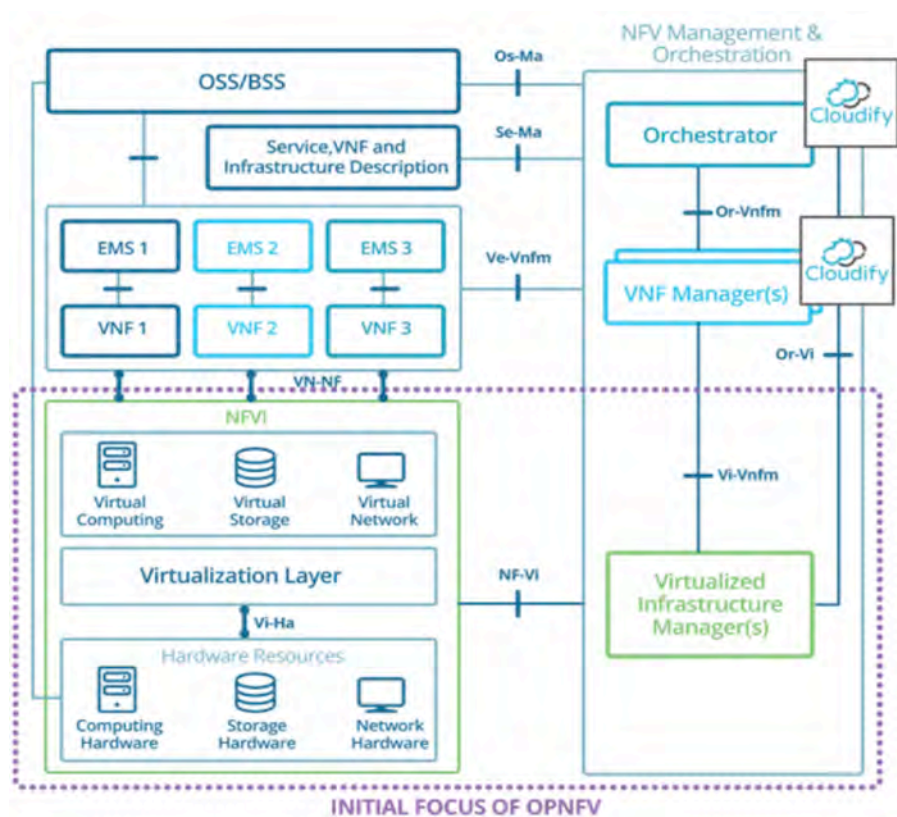 NFV Management &
Orchestration
Os-Ma
OSS/BSS
Cloudify
Se-Ma
Orchestrator
Service,VNF and
Infrastructure Description
Or-Vnfm
EMS 1
EMS 2
EMS 3
Ve-Vnfm
Cloudify
VNF Manager(s)
VNF 1
VNF 2
VNF 3
Or-Vi
VN-NF
NFVI
Virtual
Computing
Virtual
Storage
Virtual
Network
Vi-Vnfm
Virtualization Layer
NF-Vi
Virtualized
Infrastructure
Manager(s)
Vi-Ha
Hardware Resources
Computing
Hardware
Storage
Hardware
Network
Hardware
INITIAL FOCUS OF OPNFV